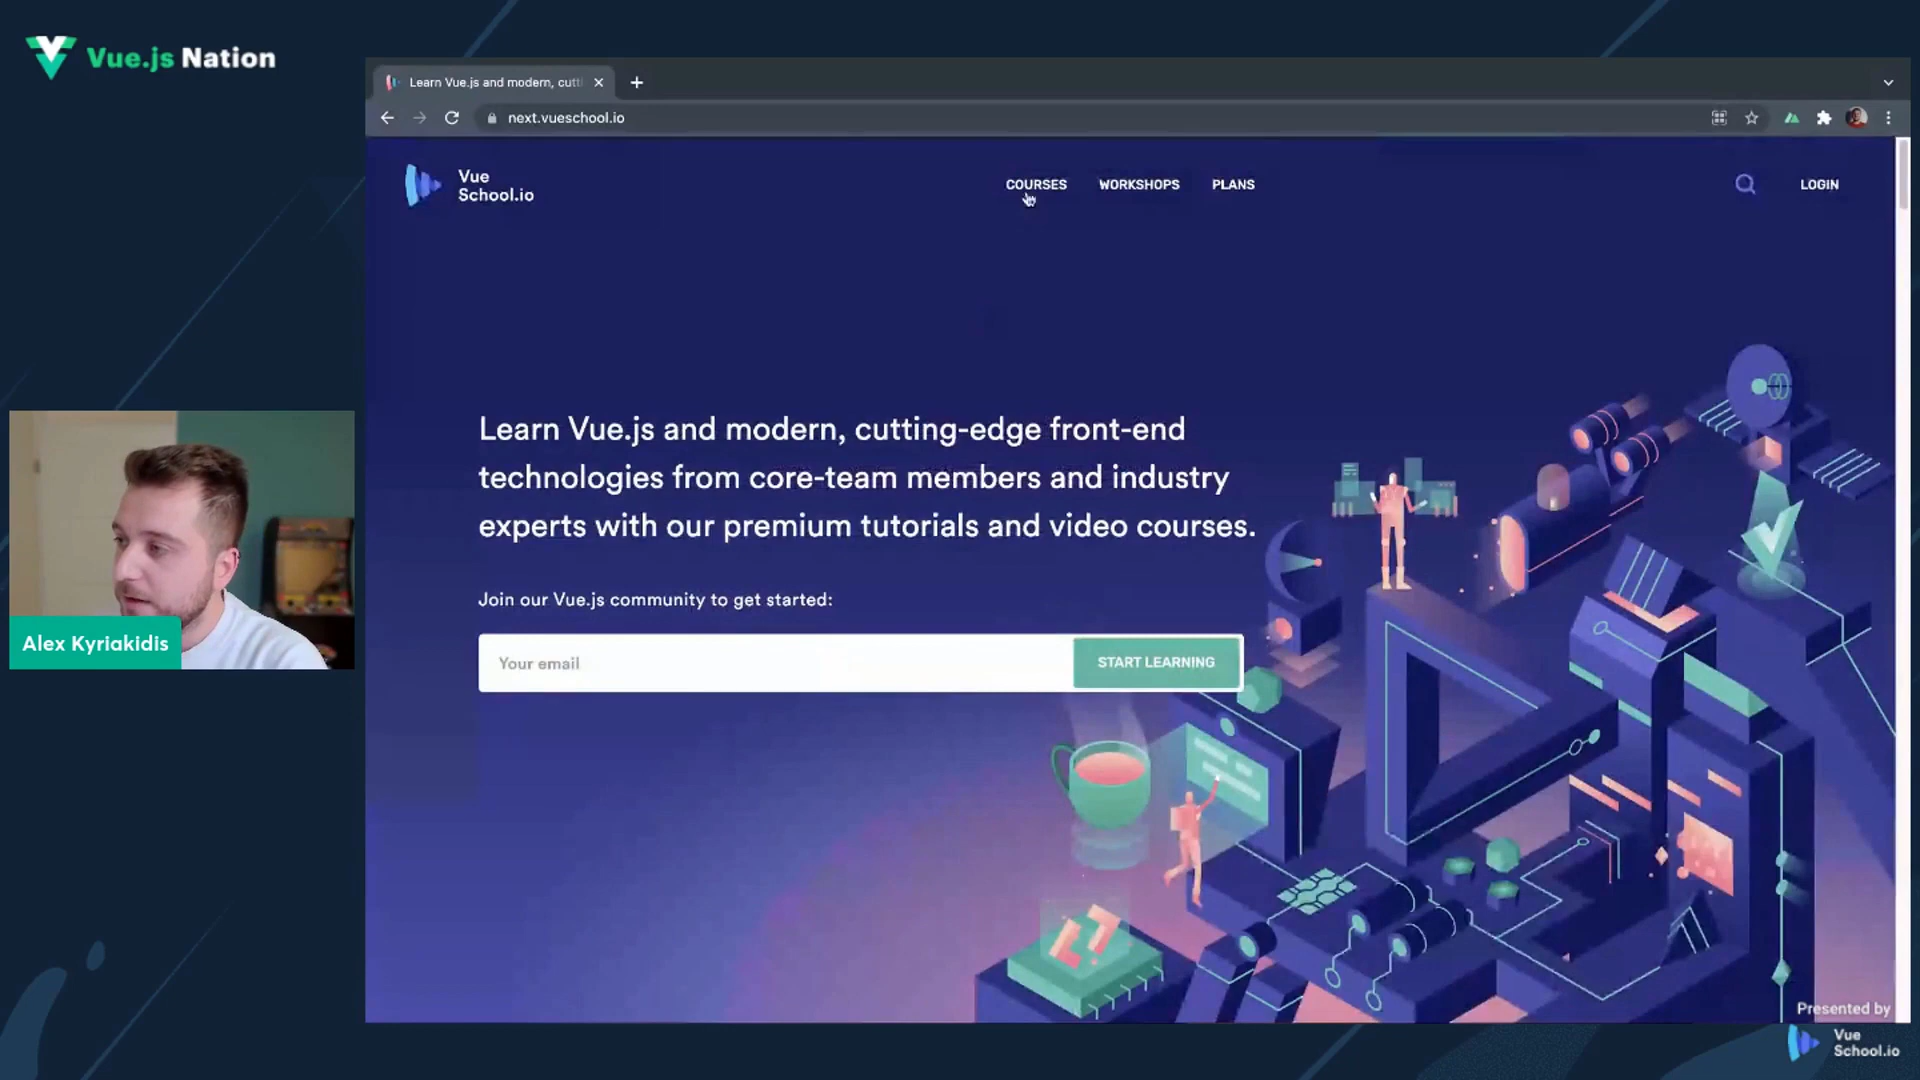 Vue.js Nation
Learn Vue.js and modern, cutt
next.vueschool.io
Vue
School.io
COURSES
WORKSHOPS
PLANS
LOGIN
Learn Vue.js and modern, cutting-edge front-end
technologies from core-team members and industry
experts with our premium tutorials and video courses.
Join our Vue.js community to get started:
Your email
START LEARNING
Alex Kyriakidis
Presented by
Vue
School.io